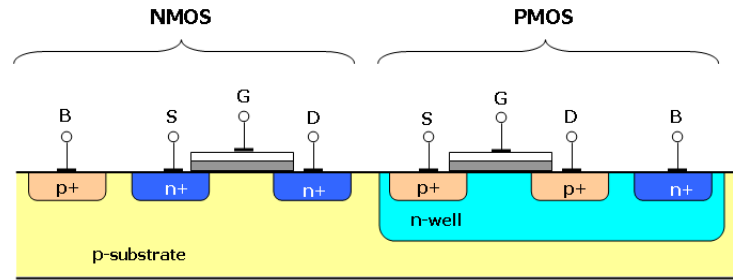 NMOS PMOS
G G
B S D S D B
p+ n+ n+ p+ p+ n+
n-well
p-substrate